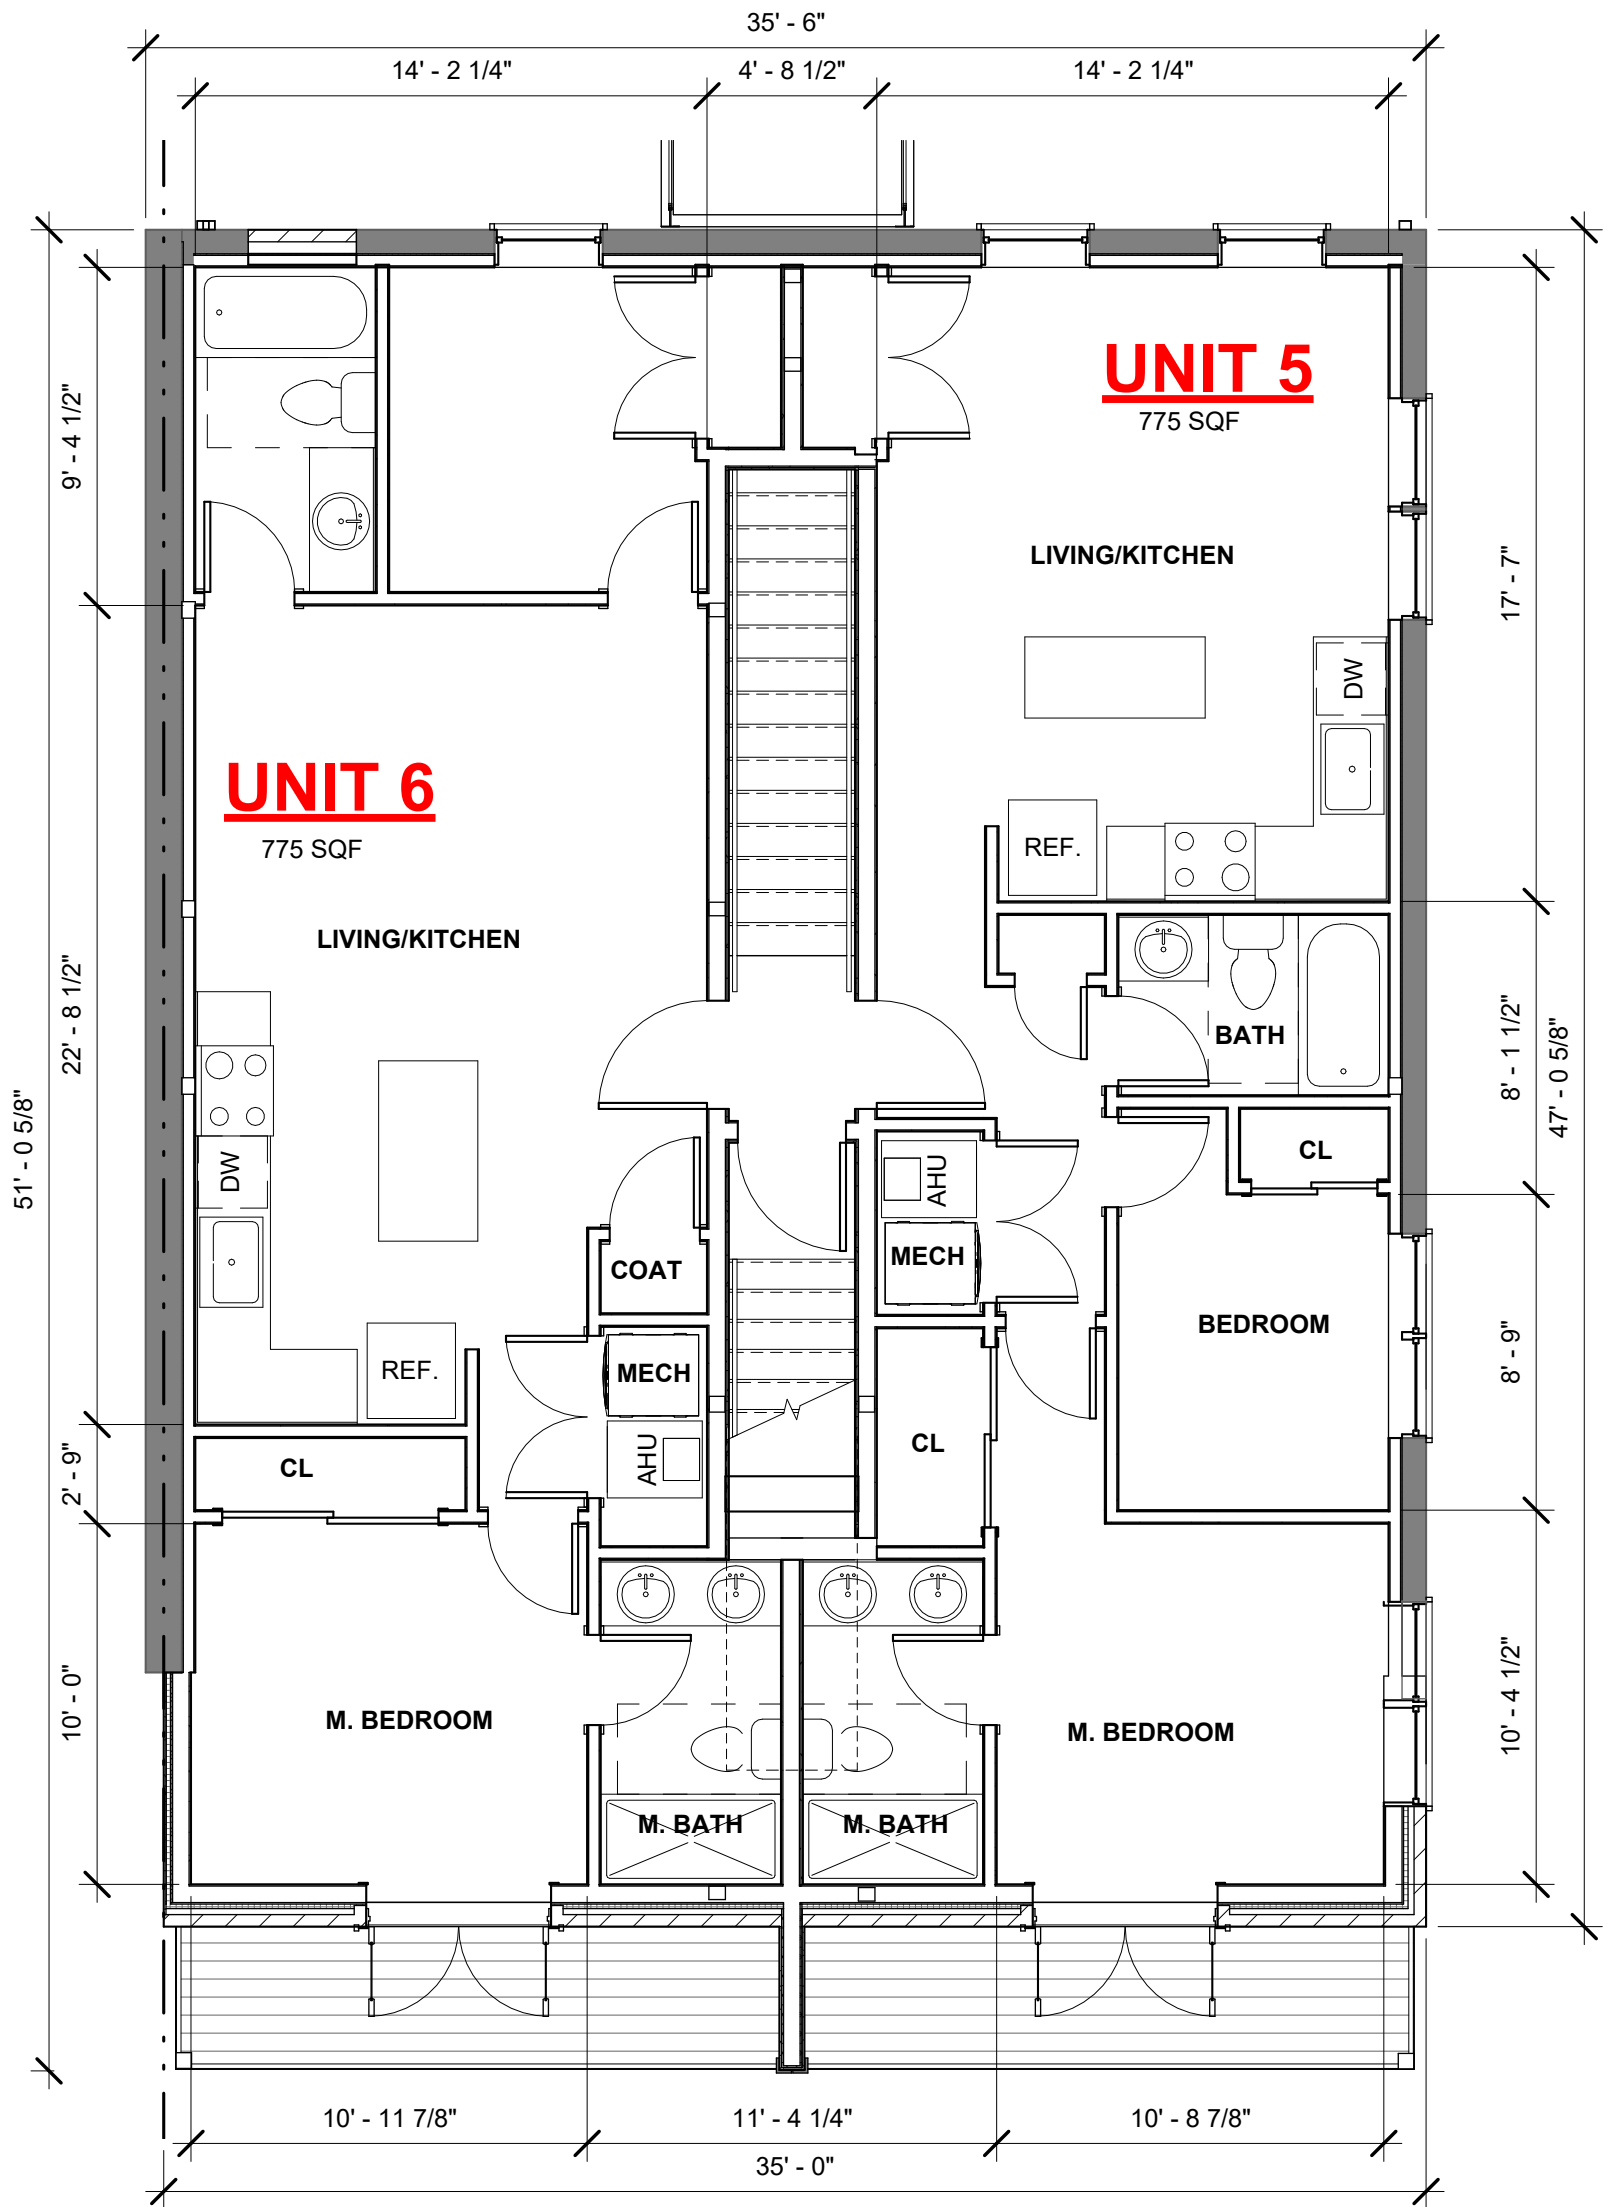 35' - 6"
14' - 2 1/4"
4' - 8 1/2"
14' - 2 1/4"
UNIT 5
775 SQF
9' - 4 1/2"
LIVING/KITCHEN
17' - 7"
DW
UNIT 6
775 SQF
REF.
LIVING/KITCHEN
22' - 8 1/2"
BATH
8' - 1 1/2"
47' - 0 5/8"
51' - 0 5/8"
DW
AHU
CL
MECH
COAT
BEDROOM
8' - 9"
REF.
MECH
CL
AHU
CL
2' - 9"
10' - 0"
M. BEDROOM
M. BEDROOM
10' - 4 1/2"
M. BATH
M. BATH
10' - 11 7/8"
11' - 4 1/4"
10' - 8 7/8"
35' - 0"